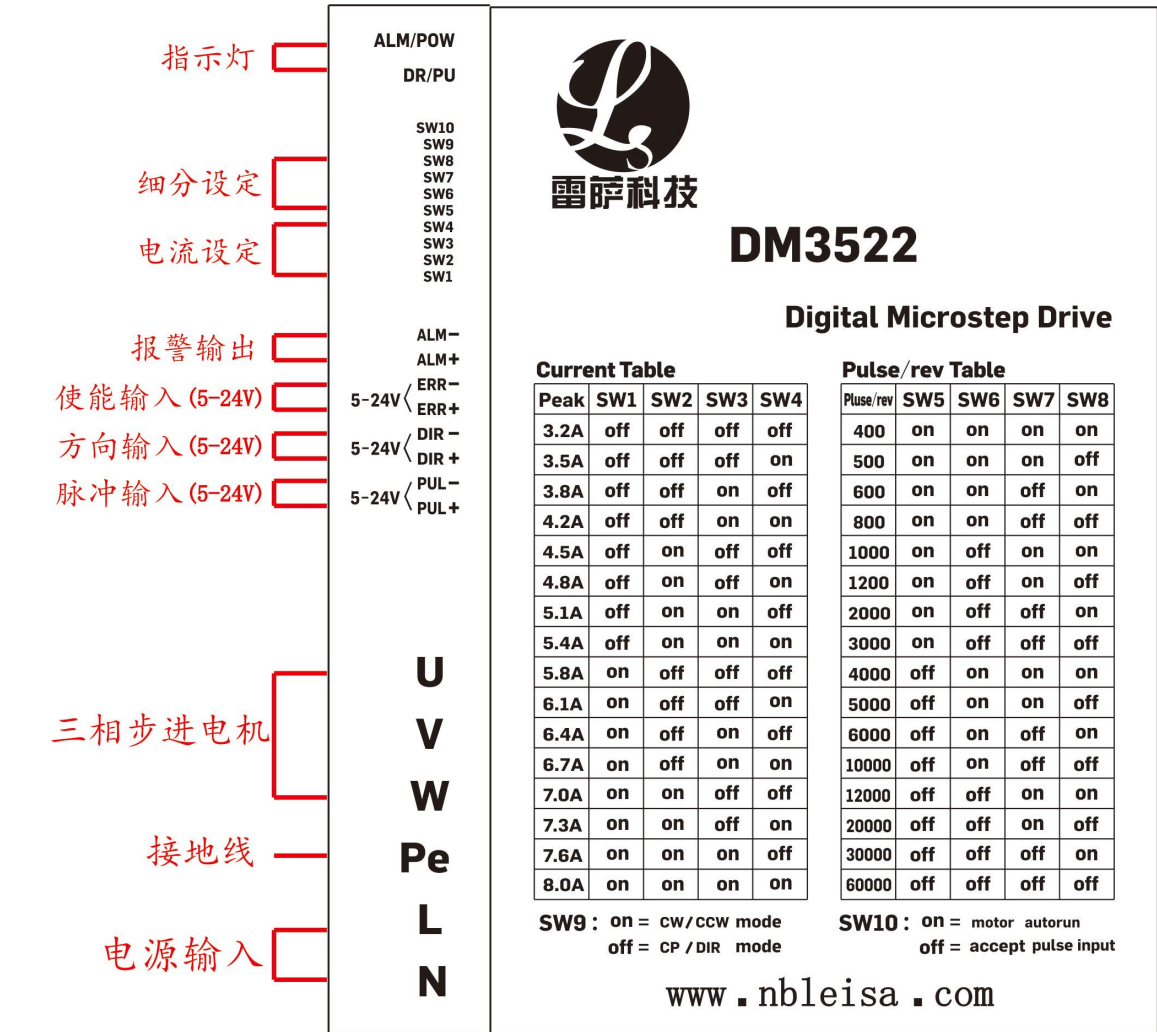 指示灯
ALM/POW
DR/PU
细分设定
电流设定
SW10
SW9
SW8
SW7
SW6
SW5
SW4
SW3
SW2
SW1
报警输出
ALM-
ALM+
使能输入(5-24V)
5-24V
ERR-
ERR+
方向输入(5-24V)
5-24V
DIR-
DIR+
脉冲输入(5-24V)
5-24V
PUL-
PUL+
三相步进电机
U
V
W
接地线
Pe
电源输入
L
N
Ls
雷萨科技
DM3522
Digital Microstep Drive
Current Table
Peak SW1 SW2 SW3 SW4
3.2A off off off off
3.5A off off off on
3.8A off off on off
4.2A off off on on
4.5A off on off off
4.8A off on off on
5.1A off on on off
5.4A off on on on
5.8A on off off off
6.1A on off off on
6.4A on off on off
6.7A on off on on
7.0A on on off off
7.3A on on off on
7.6A on on on off
8.0A on on on on
SW9: on = CW/CCW mode
off = CP/DIR mode
Pulse/rev Table
Pluse/rev SW5 SW6 SW7 SW8
400 on on on on
500 on on on off
600 on on off on
800 on on off off
1000 on off on on
1200 on off on off
2000 on off off on
3000 on off off off
4000 off on on on
5000 off on on off
6000 off on off on
10000 off on off off
12000 off off on on
20000 off off on off
30000 off off off on
60000 off off off off
SW10: on = motor autorun
off = accept pulse input
www.nbleisa.com